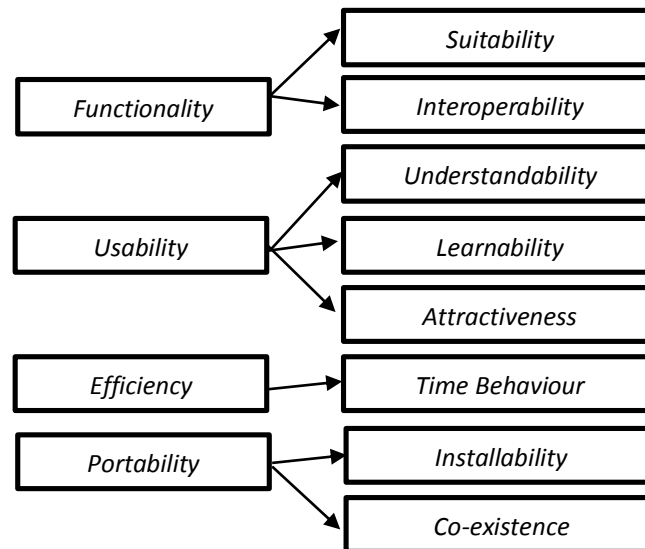 Functionality
Suitability
Interoperability
Usability
Understandability
Learnability
Attractiveness
Efficiency
Time Behaviour
Portability
Installability
Co-existence